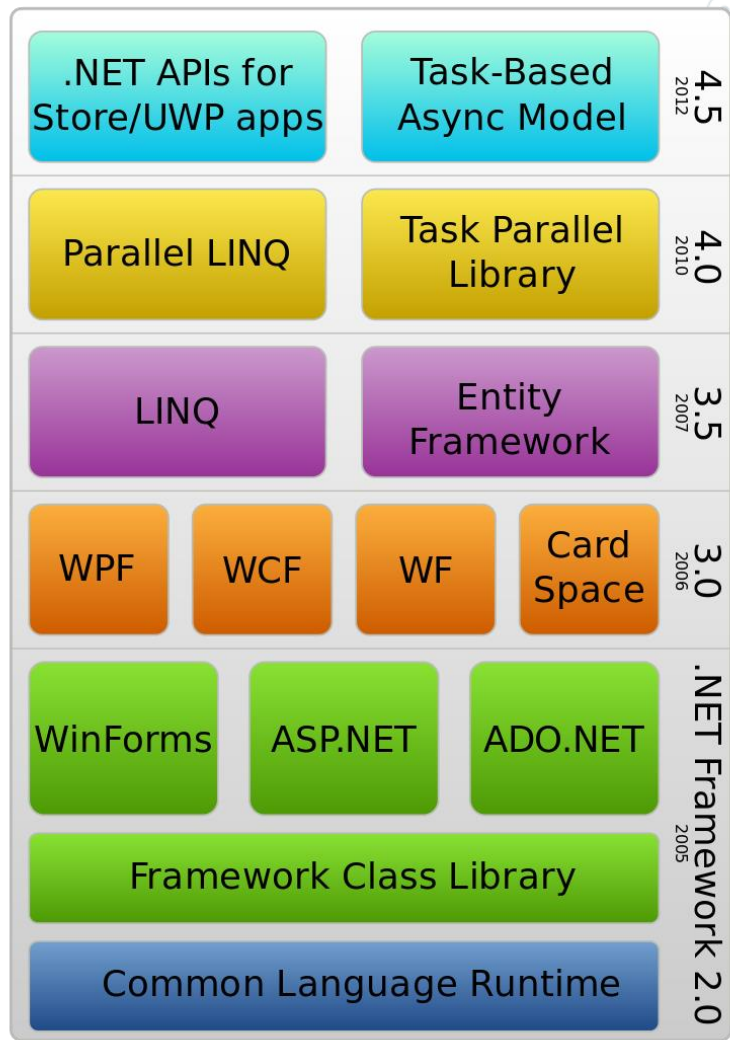 .NET APIs for
Store/UWP apps
Task-Based
Async Model
4.5
2012
Parallel LINQ
Task Parallel
Library
4.0
2010
LINQ
Entity
Framework
3.5
2007
WPF
WCF
WF
Card
Space
3.0
2006
WinForms
ASP.NET
ADO.NET
Framework Class Library
Common Language Runtime
.NET Framework 2.0
2005